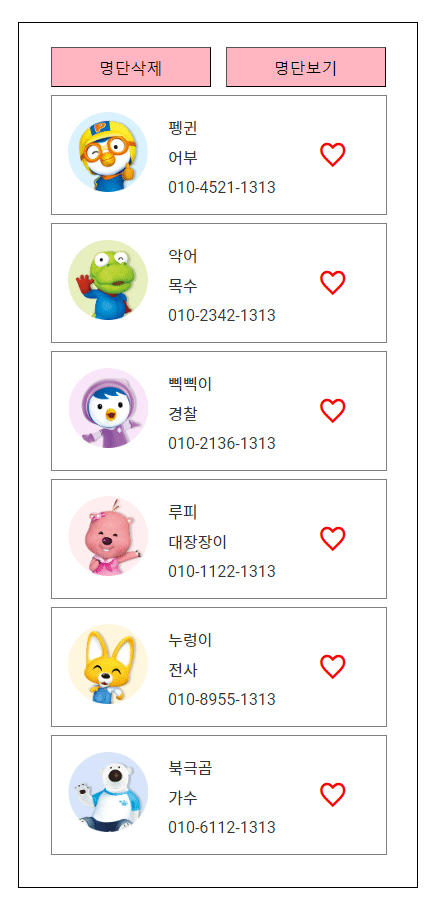 명단삭제 명단보기
펭귄
어부
010-4521-1313
악어
목수
010-2342-1313
삑삑이
경찰
010-2136-1313
루피
대장장이
010-1122-1313
누렁이
전사
010-8955-1313
북극곰
가수
010-6112-1313